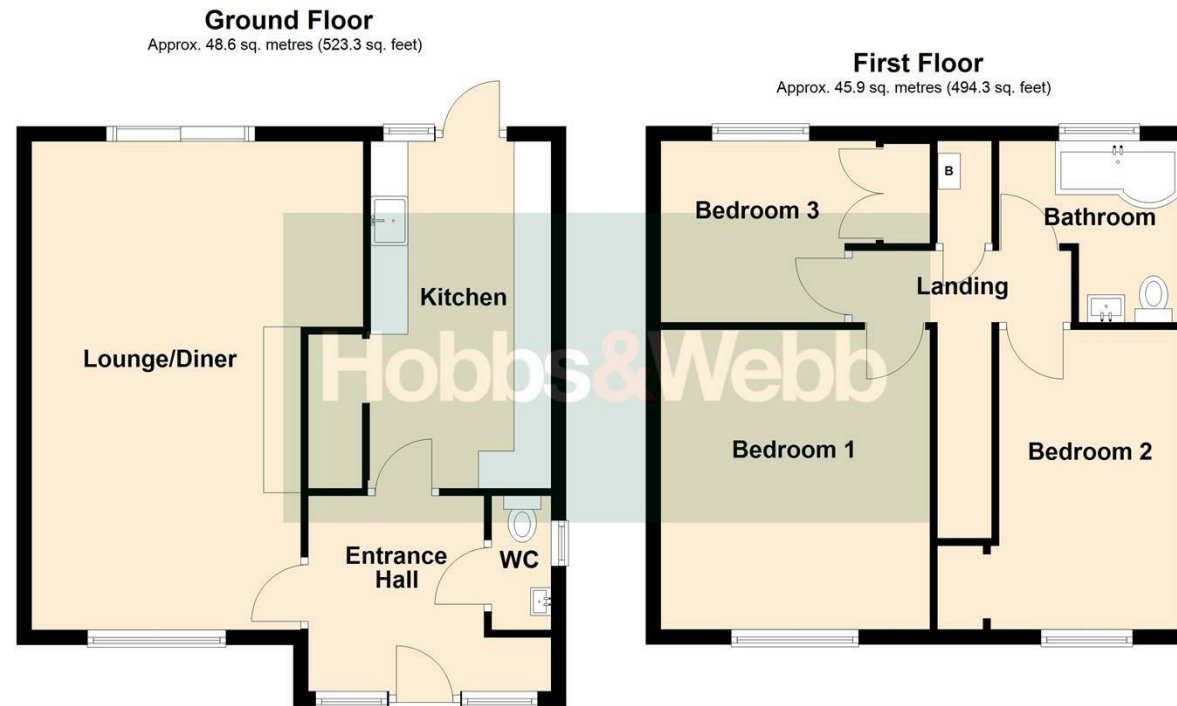 Ground Floor
Approx. 48.6 sq. metres (523.3 sq. feet)
First Floor
Approx. 45.9 sq. metres (494.3 sq. feet)
Lounge/Diner
Kitchen
Entrance
Hall
WC
Bedroom 3
B
Bathroom
Landing
Bedroom 1
Bedroom 2
Hobbs&Webb